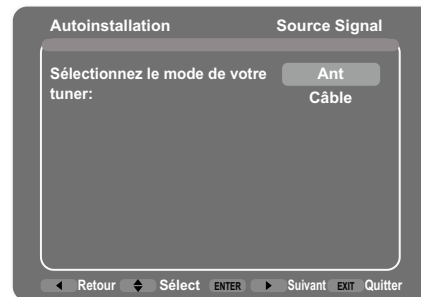 Autoinstallation Source Signal
Sélectionnez le mode de votre Ant
tuner: Câble
Retour Sélect ENTER Suivant EXIT Quitter